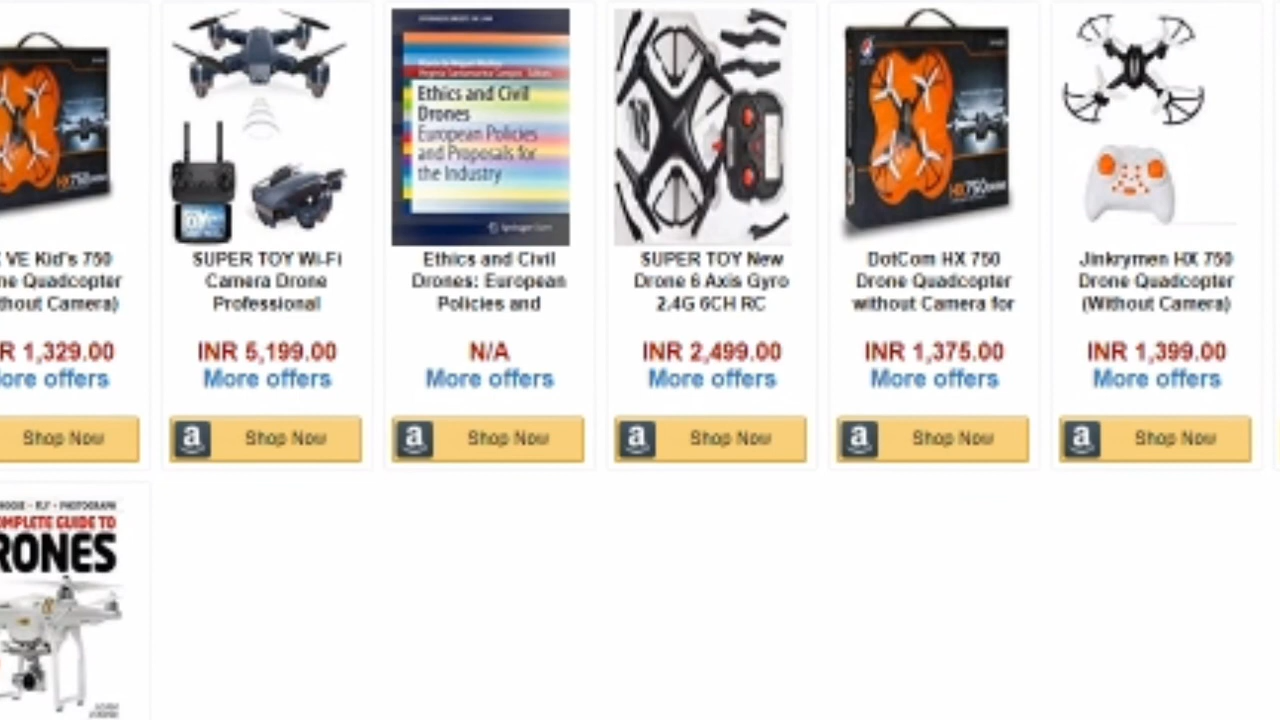 VE Kid's 750
Quadcopter
Camera)
1,329.00
offers
Shop Now
SUPER TOY Wi-Fi
Camera Drone
Professional
INR 5,199.00
More offers
a Shop Now
Ethics and Civil
Drones
European Policies
and Proposals for
the Industry
Springer
Ethics and Civil
Drones: European
Policies and
N/A
More offers
a Shop Now
SUPER TOY New
Drone 6 Axis Gyro
2.4G 6CH RC
INR 2,499.00
More offers
a Shop Now
HX750
DotCom HX 750
Drone Quadcopter
without Camera for
INR 1,375.00
More offers
a Shop Now
Jinkrymen HX 750
Drone Quadcopter
(Without Camera)
INR 1,399.00
More offers
a Shop Now
FLY - PHOTOGRAPH
GUIDE TO
RONES